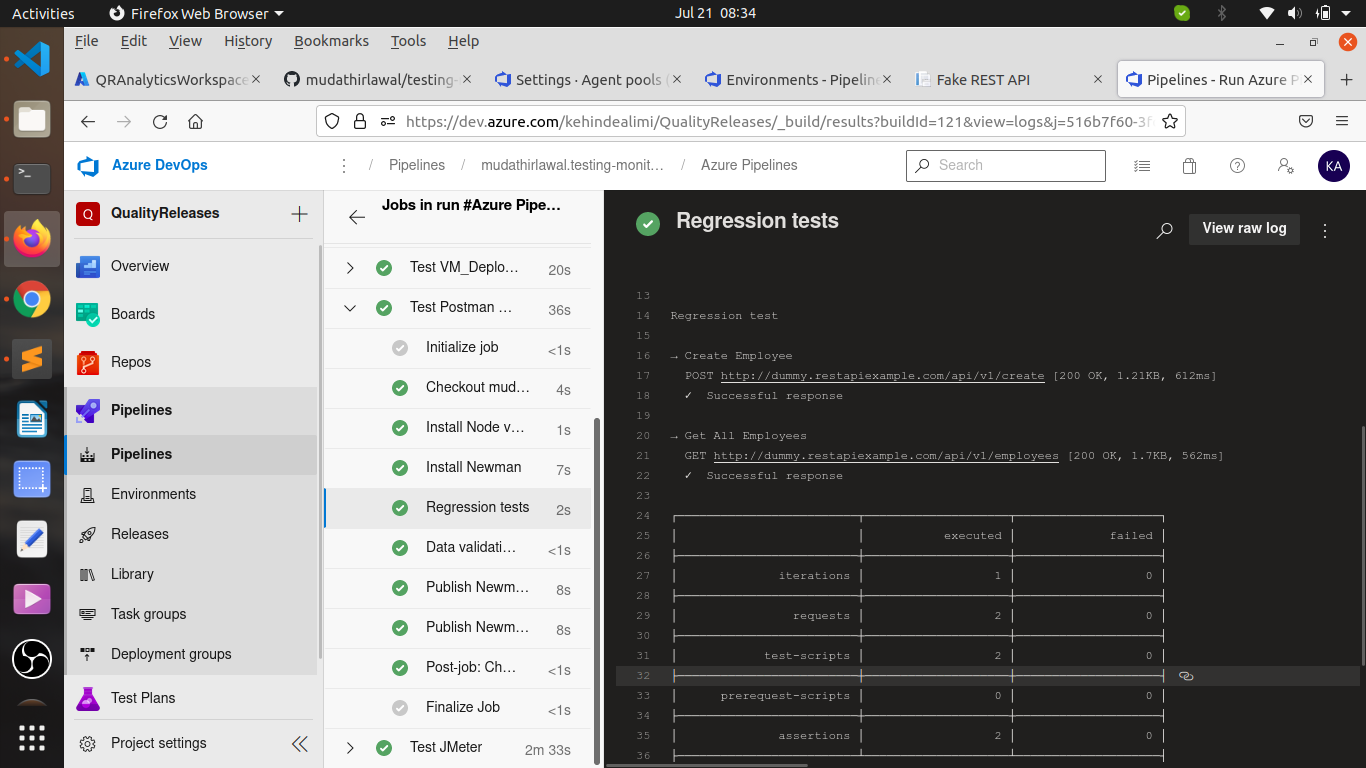 Activities
Firefox Web Browser
Jul 21 08:34
File Edit View History Bookmarks Tools Help
QRAnalyticsWorkspace
mudathirlawal/testing-
Settings · Agent pools (
Environments - Pipeline
Fake REST API
Pipelines - Run Azure P
https://dev.azure.com/kehindealimi/QualityReleases/_build/results?buildId=121&view=logs&j=516b7f60-3f
Azure DevOps
/ Pipelines / mudathirlawal.testing-monit… / Azure Pipelines
Search
KA
Q QualityReleases
Overview
Boards
Repos
Pipelines
Pipelines
Environments
Releases
Library
Task groups
Deployment groups
Test Plans
Project settings
Jobs in run #Azure Pipe…
Test VM_Deplo… 20s
Test Postman … 36s
Initialize job <1s
Checkout mud… 4s
Install Node v… 1s
Install Newman 7s
Regression tests 2s
Data validati… <1s
Publish Newm… 8s
Publish Newm… 8s
Post-job: Ch… <1s
Finalize Job <1s
Test JMeter 2m 33s
Regression tests
View raw log
13
14 Regression test
15
16 → Create Employee
17 POST http://dummy.restapiexample.com/api/v1/create [200 OK, 1.21KB, 612ms]
18 ✓ Successful response
19
20 → Get All Employees
21 GET http://dummy.restapiexample.com/api/v1/employees [200 OK, 1.7KB, 562ms]
22 ✓ Successful response
23
24
25 executed failed
26
27 iterations 1 0
28
29 requests 2 0
30
31 test-scripts 2 0
32
33 prerequest-scripts 0 0
34
35 assertions 2 0
36